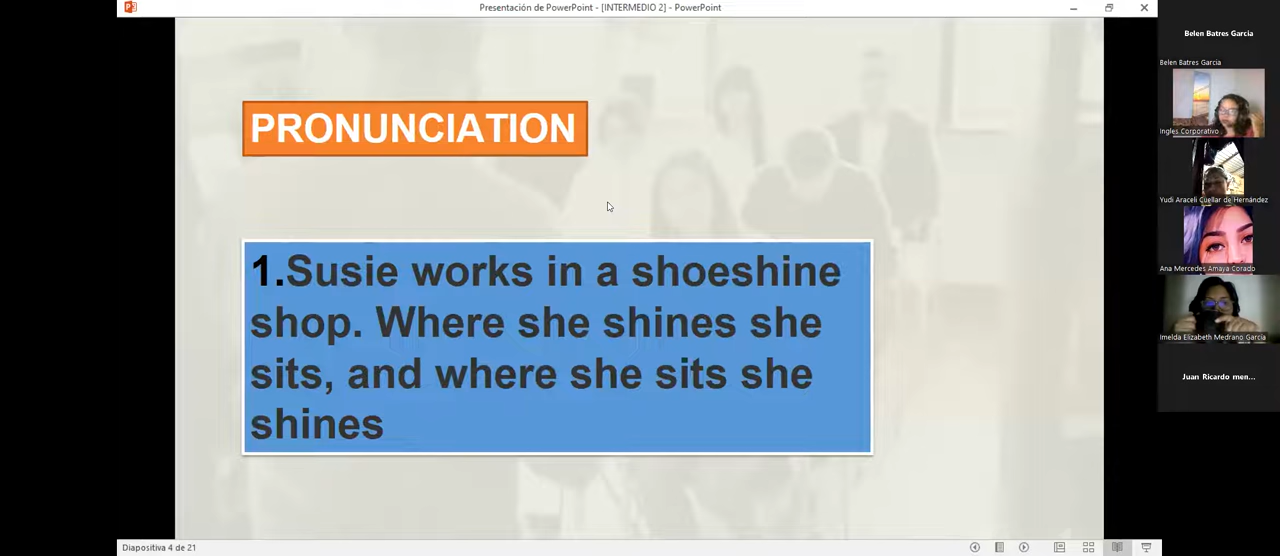 Presentación de PowerPoint - [INTERMEDIO 2] - PowerPoint
PRONUNCIATION
1.Susie works in a shoeshine
shop. Where she shines she
sits, and where she sits she
shines
Diapositiva 4 de 21
Belen Batres Garcia
Belen Batres Garcia
Ingles Corporativo
Yudi Araceli Cuellar de Hernández
Ana Mercedes Amaya Corado
Imelda Elizabeth Medrano Garcia
Juan Ricardo men...